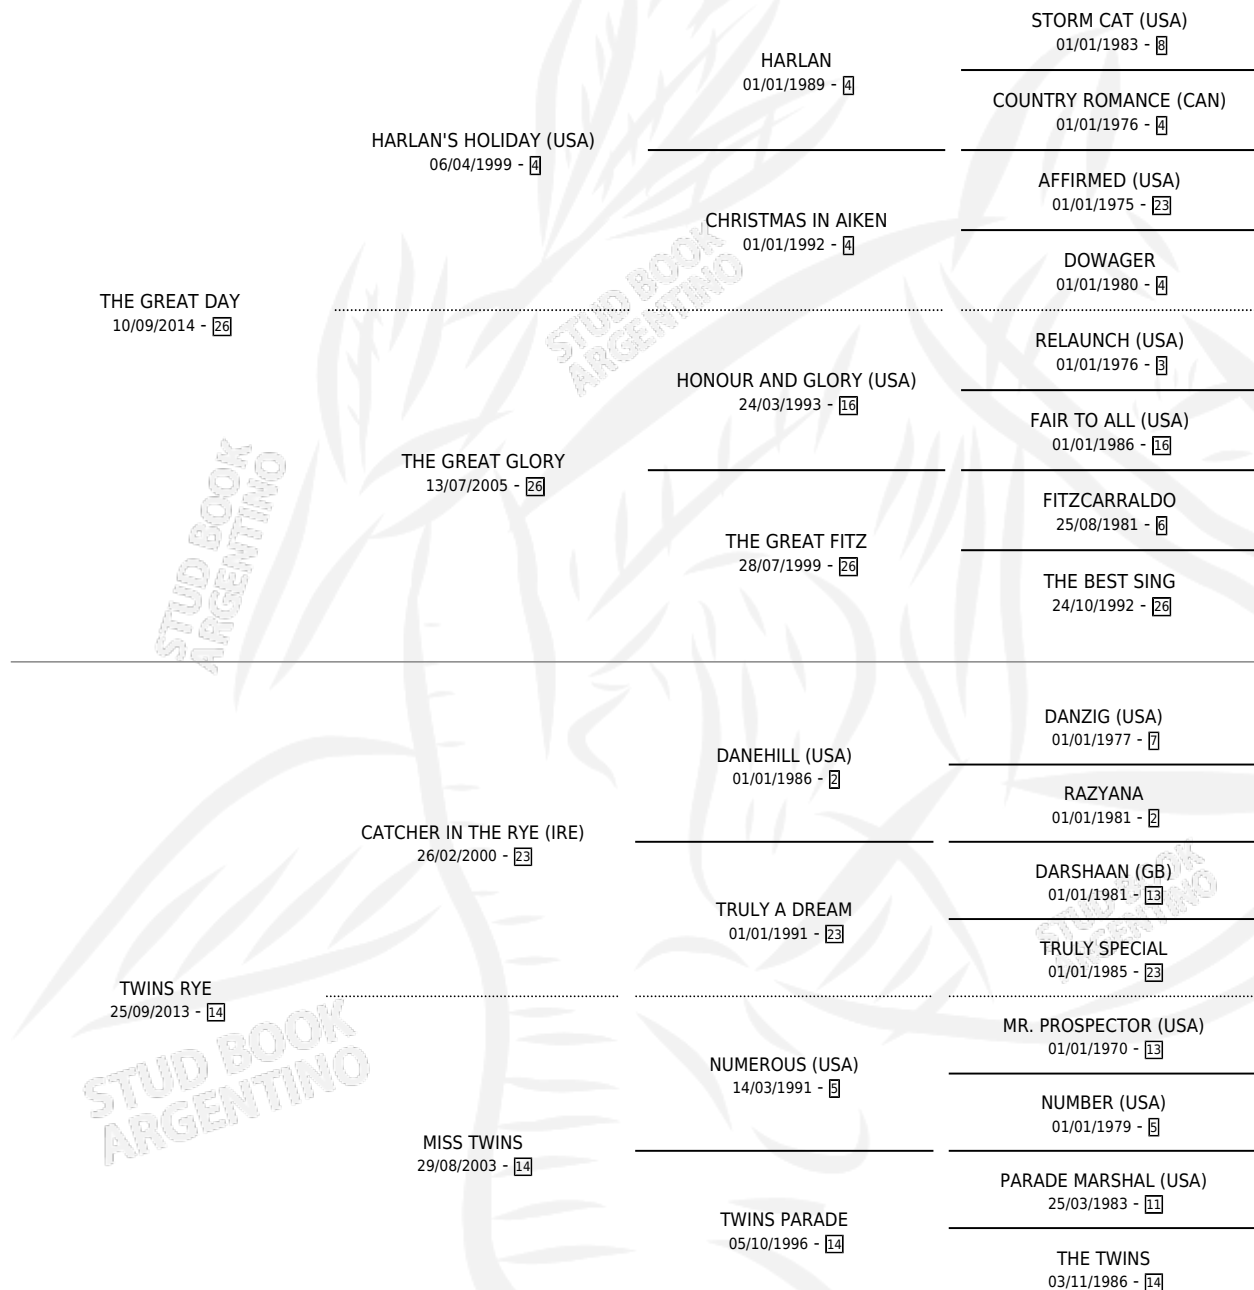 STORM CAT (USA)
01/01/1983 - 8
HARLAN
01/01/1989 - 4
COUNTRY ROMANCE (CAN)
01/01/1976 - 4
HARLAN'S HOLIDAY (USA)
06/04/1999 - 4
AFFIRMED (USA)
01/01/1975 - 23
CHRISTMAS IN AIKEN
01/01/1992 - 4
DOWAGER
01/01/1980 - 4
THE GREAT DAY
10/09/2014 - 26
RELAUNCH (USA)
01/01/1976 - 3
HONOUR AND GLORY (USA)
24/03/1993 - 16
FAIR TO ALL (USA)
01/01/1986 - 16
THE GREAT GLORY
13/07/2005 - 26
FITZCARRALDO
25/08/1981 - 6
THE GREAT FITZ
28/07/1999 - 26
THE BEST SING
24/10/1992 - 26
DANZIG (USA)
01/01/1977 - 7
DANEHILL (USA)
01/01/1986 - 2
RAZYANA
01/01/1981 - 2
CATCHER IN THE RYE (IRE)
26/02/2000 - 23
DARSHAAN (GB)
01/01/1981 - 13
TRULY A DREAM
01/01/1991 - 23
TRULY SPECIAL
01/01/1985 - 23
TWINS RYE
25/09/2013 - 14
MR. PROSPECTOR (USA)
01/01/1970 - 13
NUMEROUS (USA)
14/03/1991 - 5
NUMBER (USA)
01/01/1979 - 5
MISS TWINS
29/08/2003 - 14
PARADE MARSHAL (USA)
25/03/1983 - 11
TWINS PARADE
05/10/1996 - 14
THE TWINS
03/11/1986 - 14
STUD BOOK
ARGENTINO
STUD BOOK
ARGENTINO
STUD BOOK
ARGENTINO
STUD BOOK
ARGENTINO